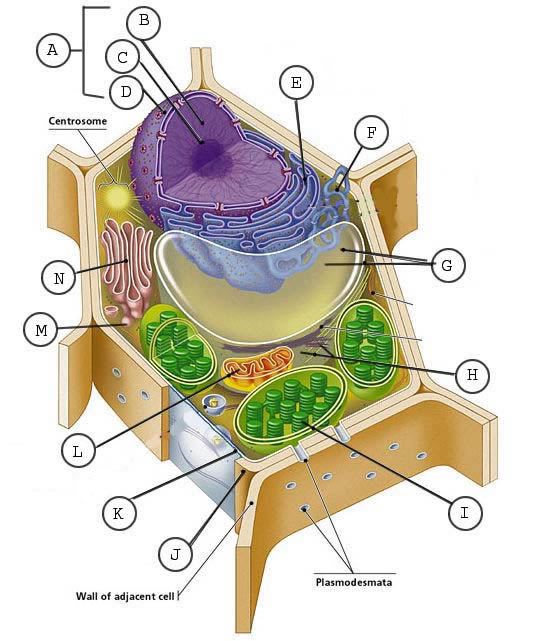 B
A
C
D
E
Centrosome
F
G
N
M
H
L
K
I
J
Plasmodesmata
Wall of adjacent cell